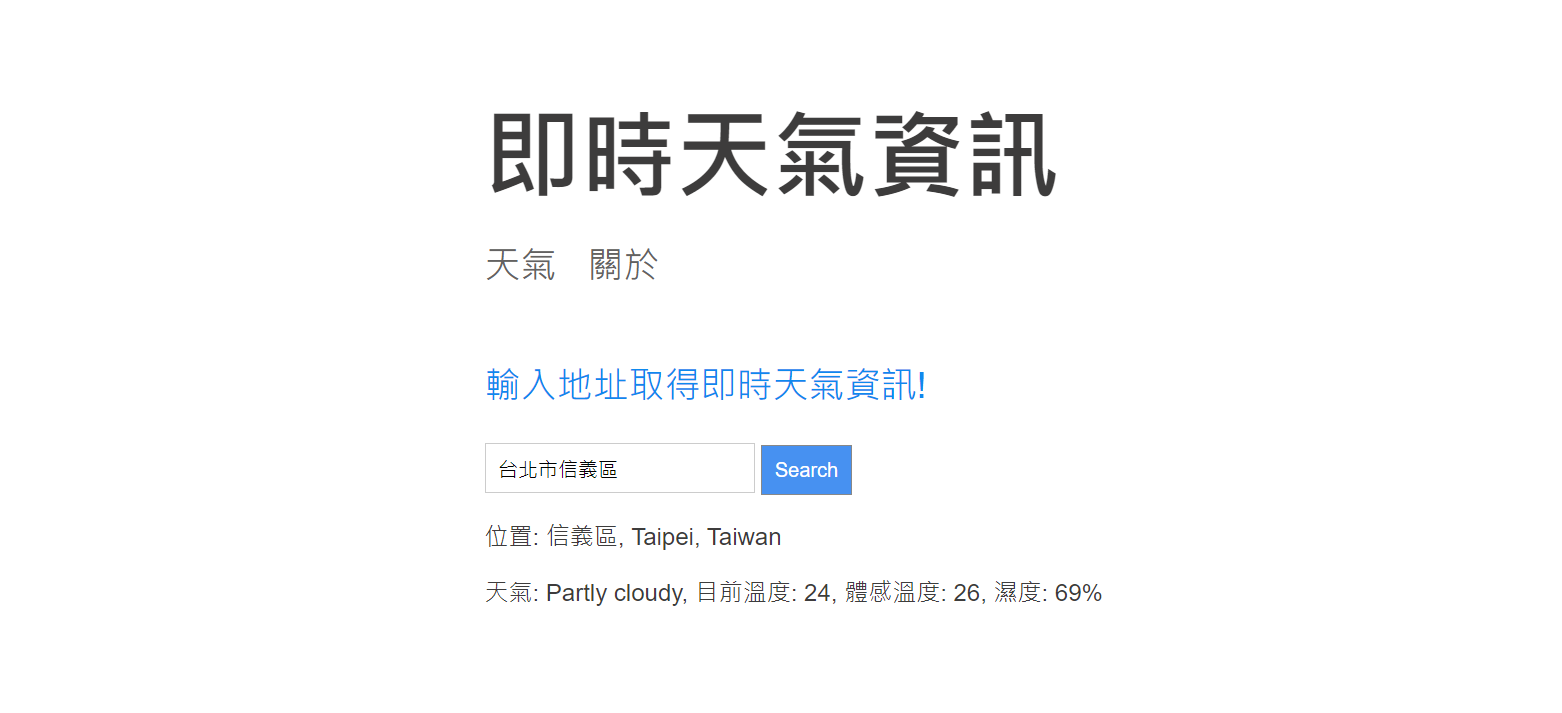 即時天氣資訊
天氣 關於
輸入地址取得即時天氣資訊!
台北市信義區 Search
位置: 信義區, Taipei, Taiwan
天氣: Partly cloudy, 目前溫度: 24, 體感溫度: 26, 濕度: 69%